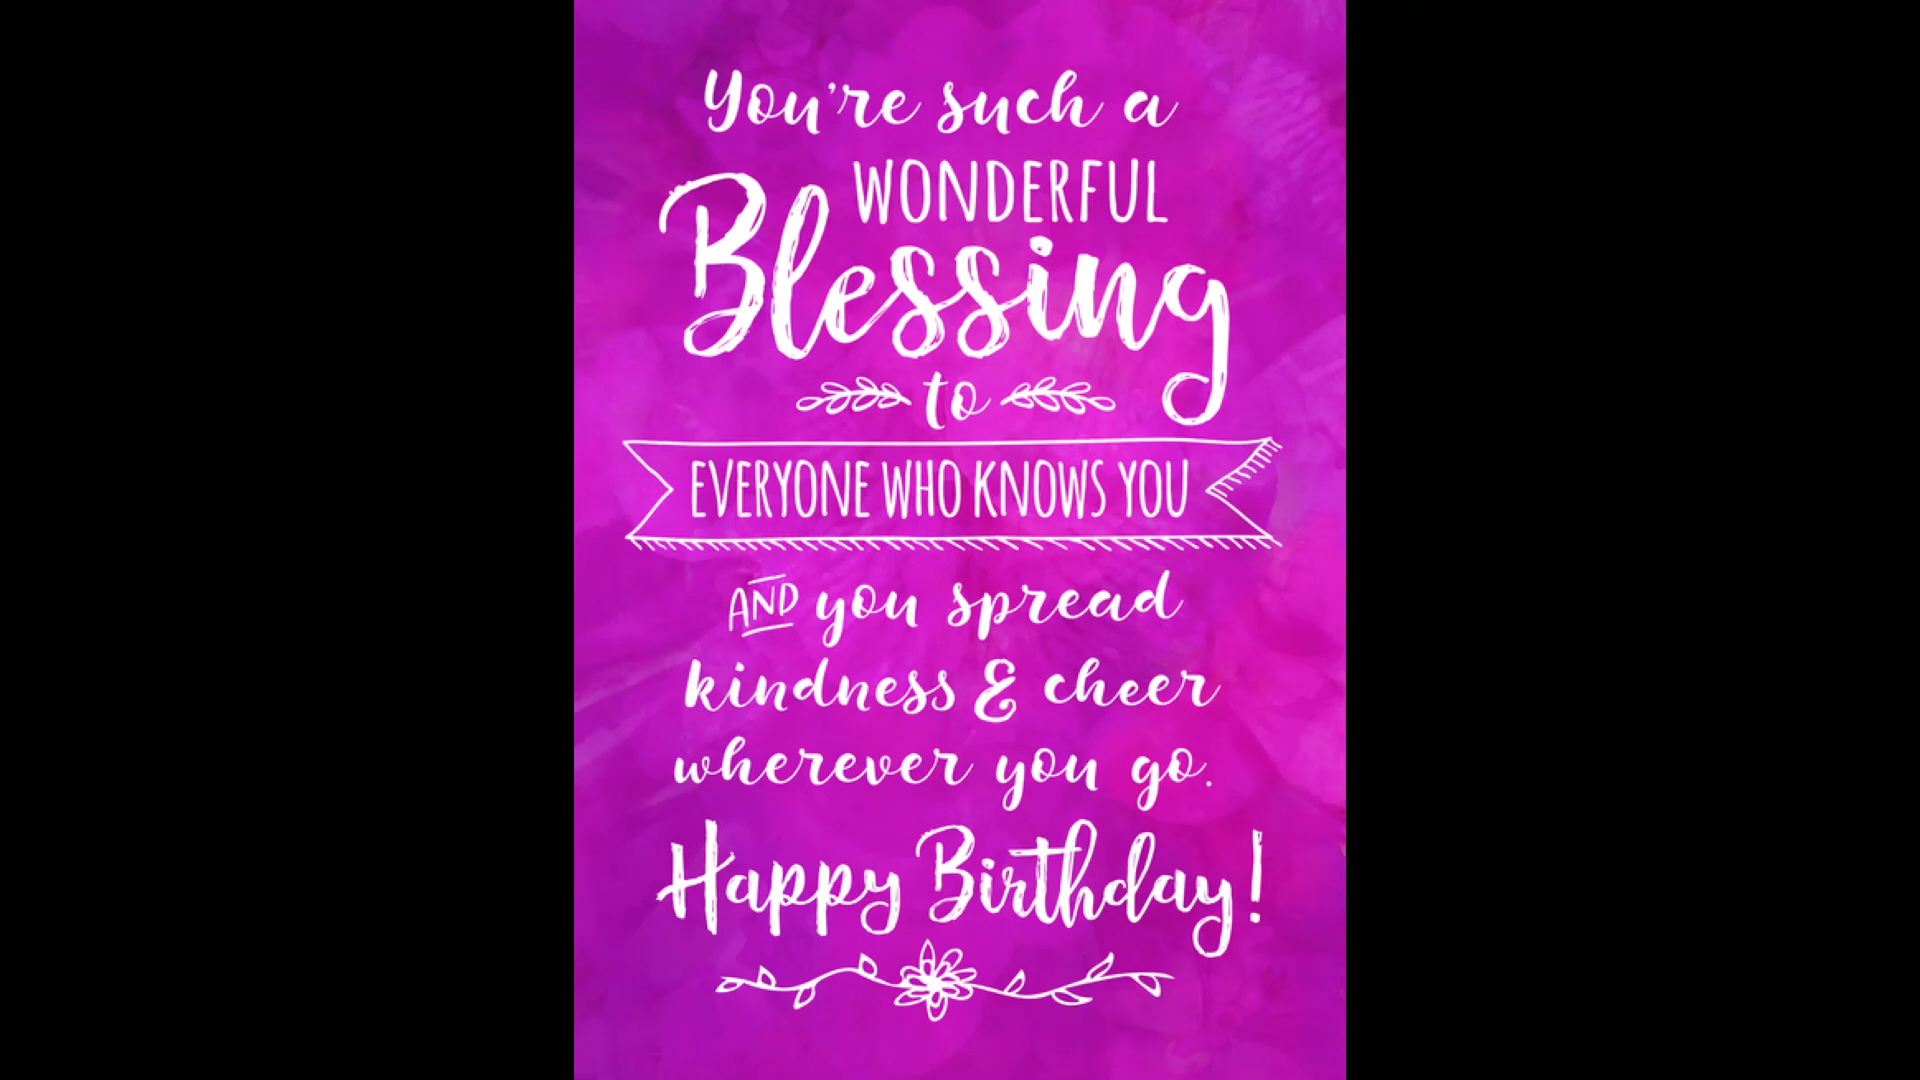 You're such a
WONDERFUL
Blessing
to
EVERYONE WHO KNOWS YOU
AND you spread
kindness & cheer
wherever you go.
Happy Birthday!